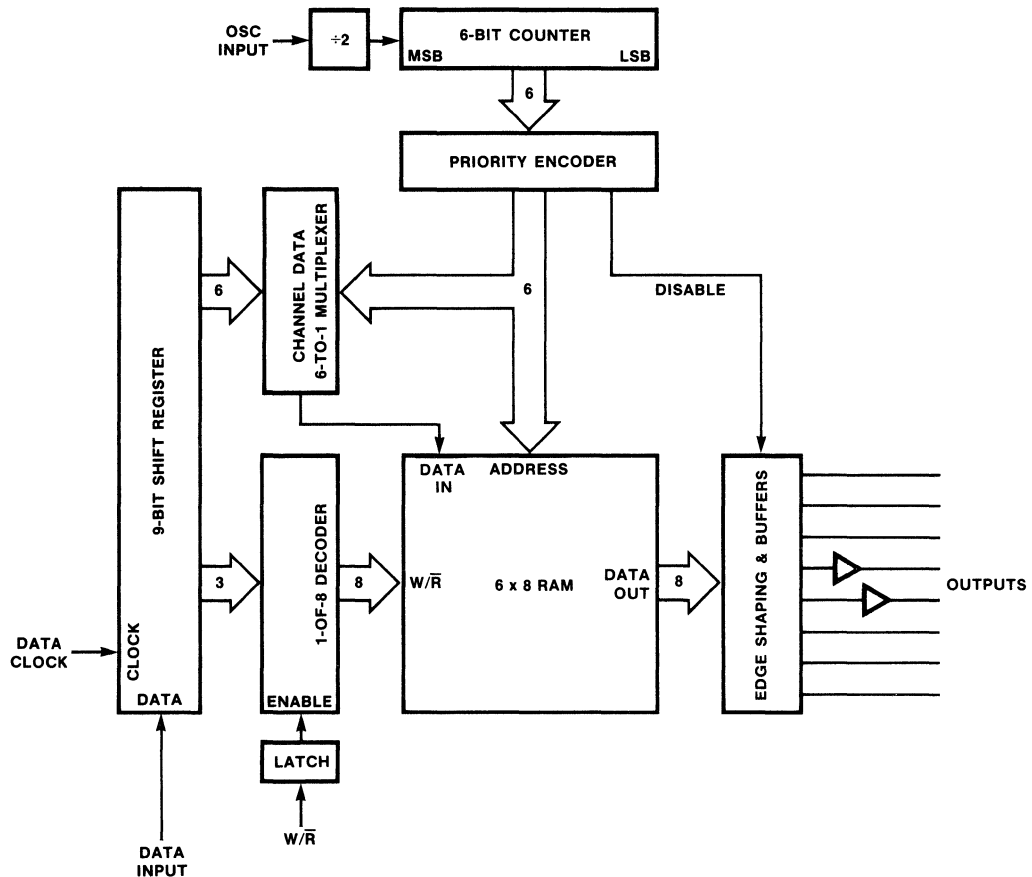 OSC
INPUT
÷2
6-BIT COUNTER
MSB
LSB
6
PRIORITY ENCODER
9-BIT SHIFT REGISTER
CLOCK
DATA
6
CHANNEL DATA
6-TO-1 MULTIPLEXER
6
DISABLE
3
1-OF-8 DECODER
ENABLE
8
DATA
IN
ADDRESS
W/R̅
6 x 8 RAM
DATA
OUT
8
EDGE SHAPING & BUFFERS
OUTPUTS
DATA
CLOCK
LATCH
W/R̅
DATA
INPUT